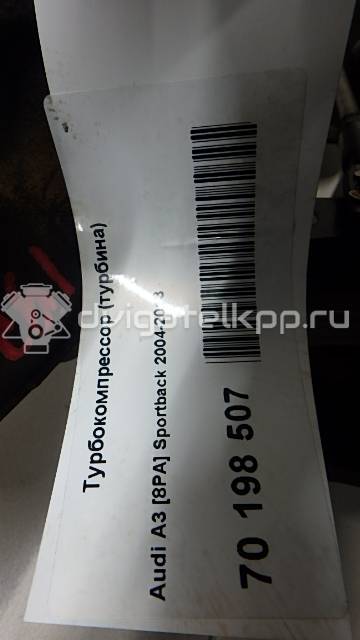 Турбокомпрессор (турбина)
Audi A3 [8PA] Sportback 2004-2013
70 198 507
dvigatelkpp.ru